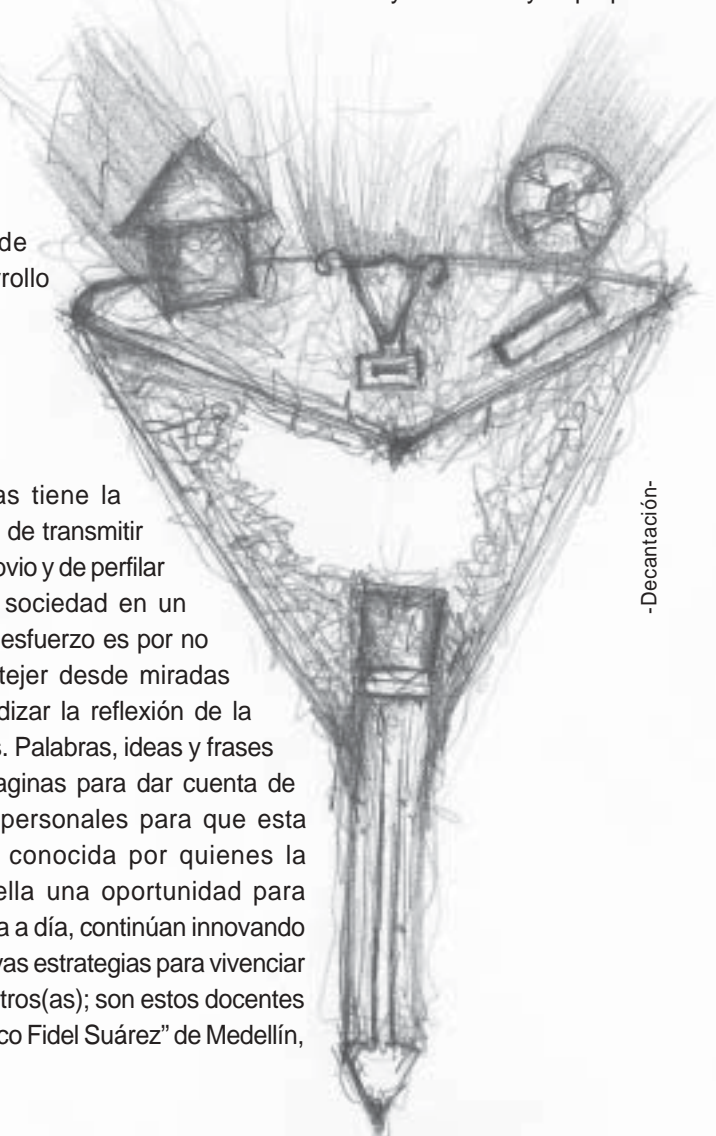 de
rollo
as tiene la
de transmitir
ovio y de perfilar
sociedad en un
esfuerzo es por no
tejer desde miradas
dizar la reflexión de la
s. Palabras, ideas y frases
aginas para dar cuenta de
personales para que esta
conocida por quienes la
ella una oportunidad para
a a día, continúan innovando
vas estrategias para vivenciar
tros(as); son estos docentes
co Fidel Suárez” de Medellín,
-Decantación-